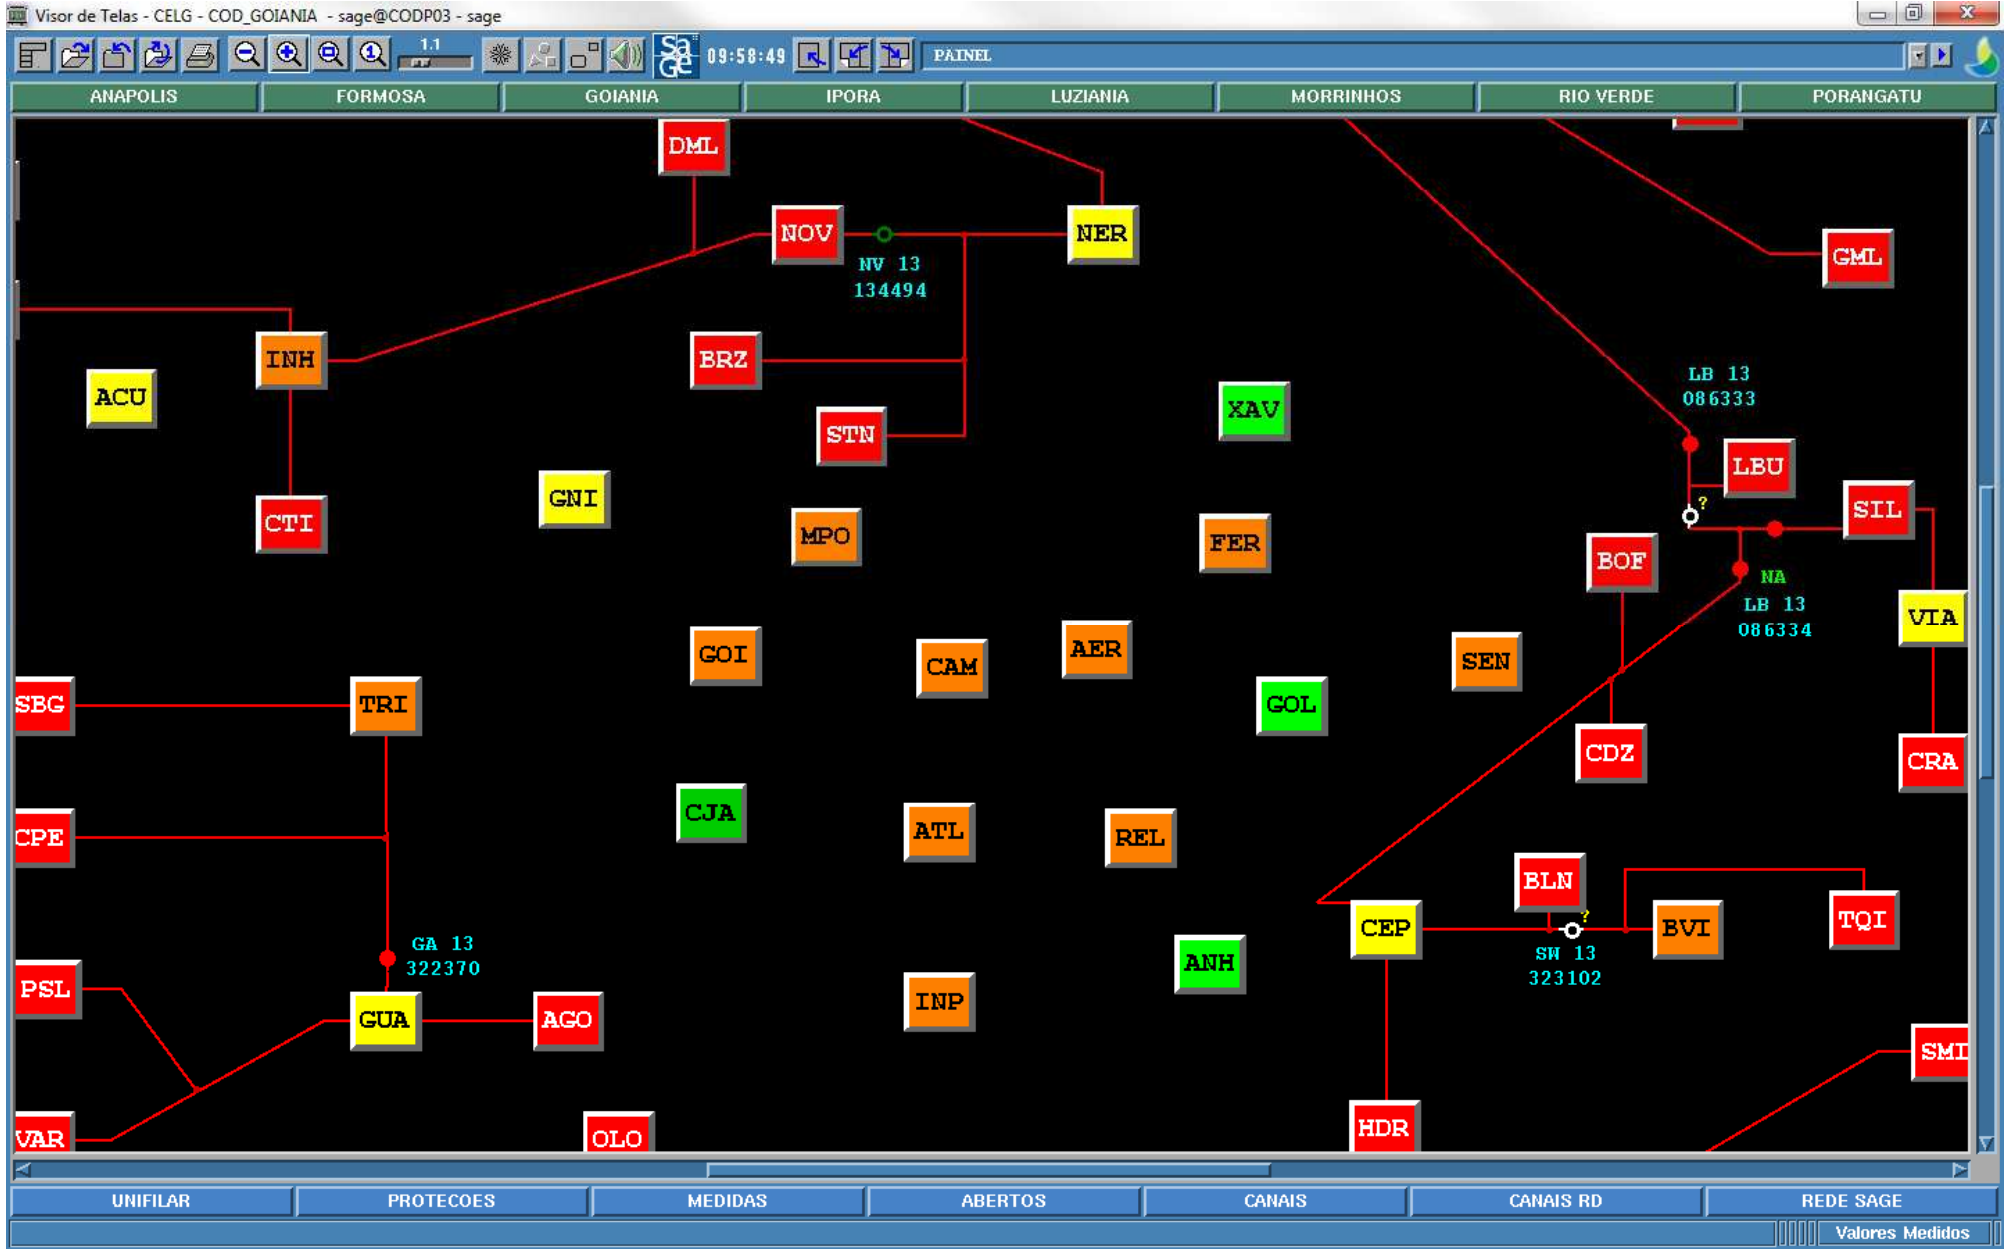 Visor de Telas - CELG - COD_GOIANIA - sage@CODP03 - sage
1.1
SAGE
09:58:49
PAINEL
ANAPOLIS
FORMOSA
GOIANIA
IPORA
LUZIANIA
MORRINHOS
RIO VERDE
PORANGATU
DML
NOV
NER
GML
NV 13
134494
INH
BRZ
ACU
XAV
LB 13
086333
STN
LBU
GNI
SIL
CTI
MPO
FER
?
BOF
NA
LB 13
086334
VIA
GOI
CAM
AER
SEN
SBG
TRI
GOL
CDZ
CRA
CJA
CPE
ATL
REL
BLN
?
CEP
BVI
TQI
GA 13
322370
SW 13
323102
ANH
PSL
INP
GUA
AGO
SMI
VAR
OLO
HDR
UNIFILAR
PROTECOES
MEDIDAS
ABERTOS
CANAIS
CANAIS RD
REDE SAGE
Valores Medidos